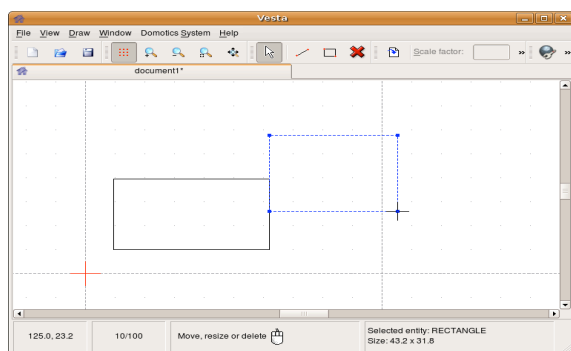 Vesta
File View Draw Window Domotics System Help
Scale factor: » »
document1*
125.0, 23.2 10/100 Move, resize or delete Selected entity: RECTANGLE
Size: 43.2 x 31.8